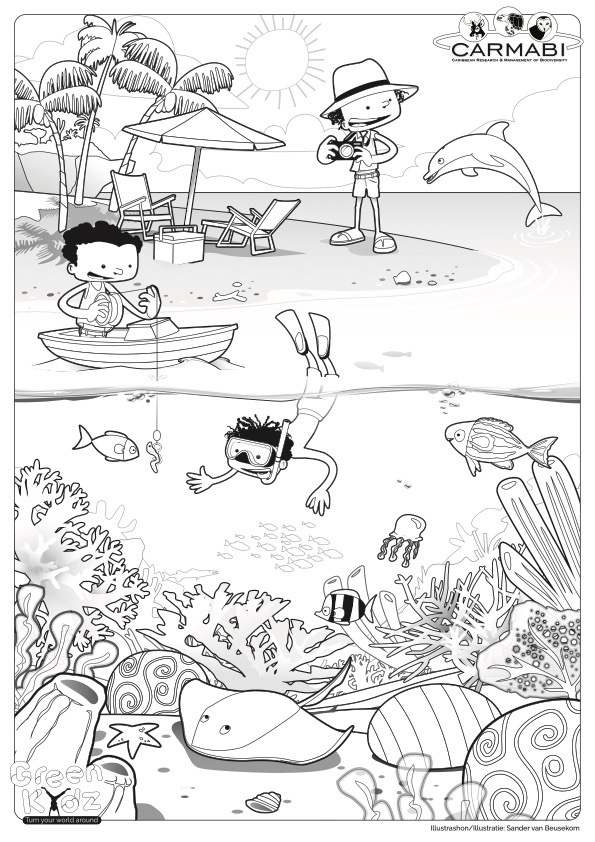 CARMABI
CARIBBEAN RESEARCH & MANAGEMENT OF BIODIVERSITY
Green
Kidz
Turn your world around
Illustrashon/Illustratie: Sander van Beusekom